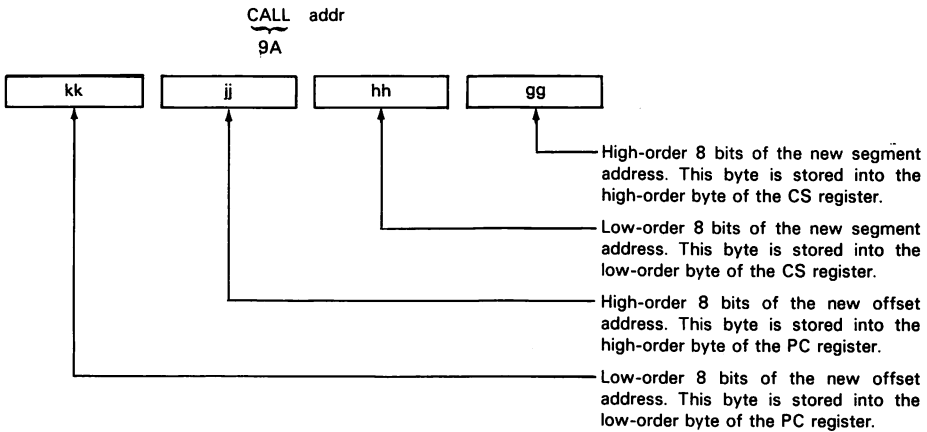 CALL addr
9A
kk jj hh gg
High-order 8 bits of the new segment
address. This byte is stored into the
high-order byte of the CS register.
Low-order 8 bits of the new segment
address. This byte is stored into the
low-order byte of the CS register.
High-order 8 bits of the new offset
address. This byte is stored into the
high-order byte of the PC register.
Low-order 8 bits of the new offset
address. This byte is stored into the
low-order byte of the PC register.